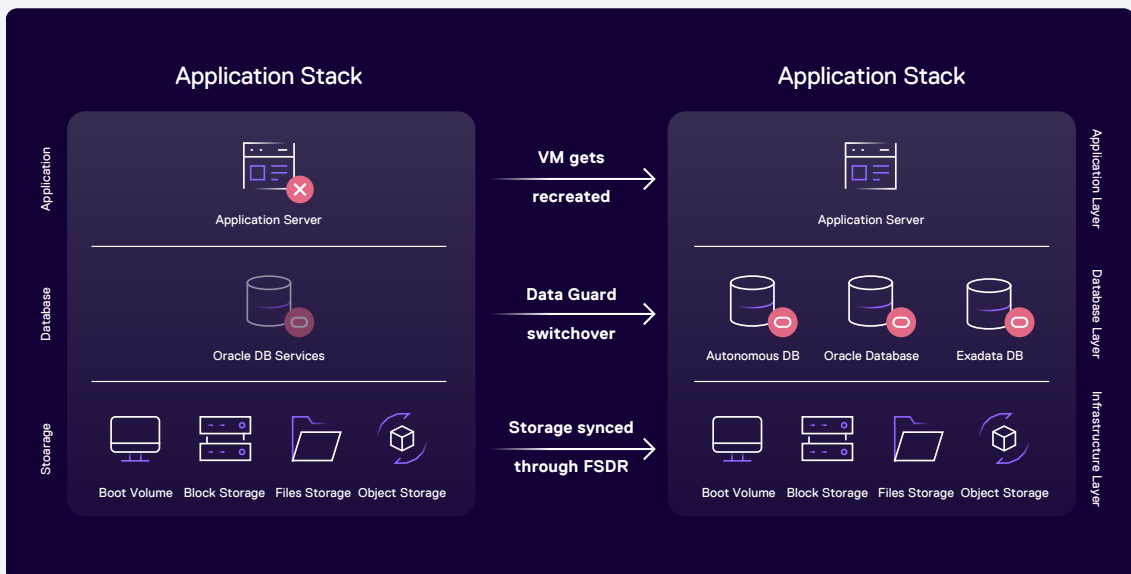 Application Stack
Application Stack
Application
Application Server
VM gets
recreated
Application Server
Application Layer
Database
Oracle DB Services
Data Guard
switchover
Autonomous DB
Oracle Database
Exadata DB
Database Layer
Stoarage
Boot Volume
Block Storage
Files Storage
Object Storage
Storage synced
through FSDR
Boot Volume
Block Storage
Files Storage
Object Storage
Infrastructure Layer